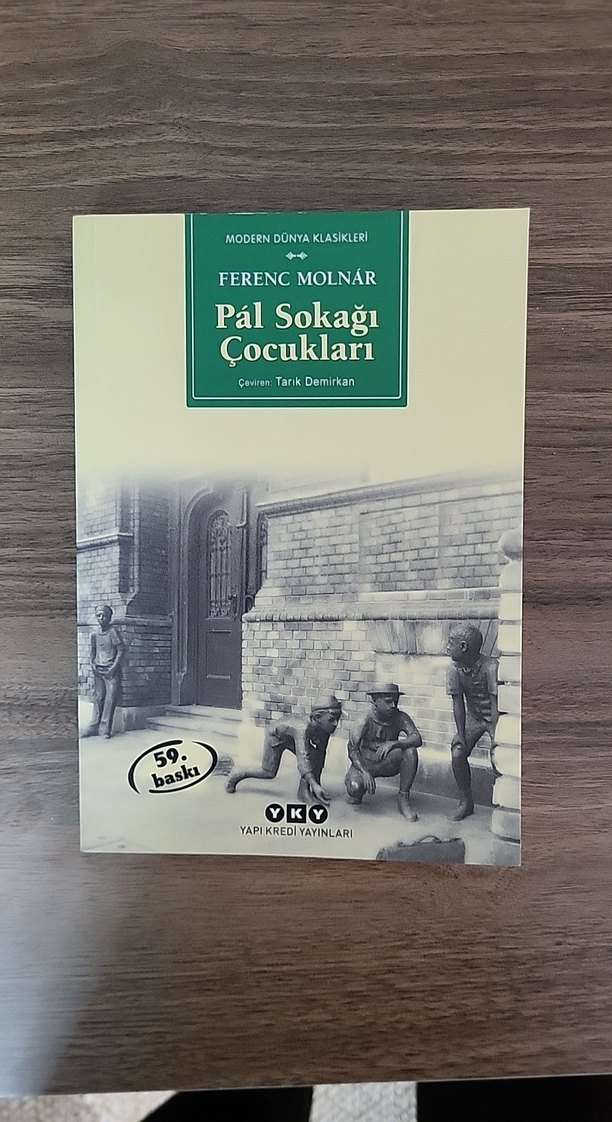 MODERN DÜNYA KLASİKLERİ
FERENC MOLNÁR
Pál Sokağı
Çocukları
Çeviren: Tarık Demirkan
59.
baskı
YKY
YAPI KREDİ YAYINLARI